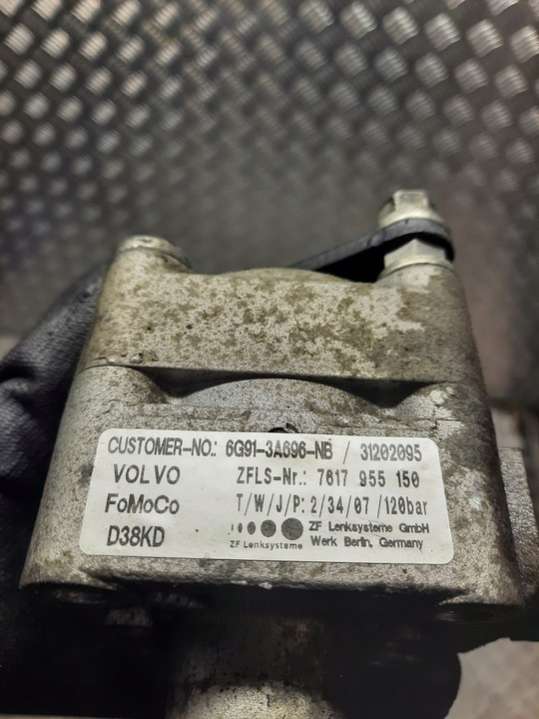 CUSTOMER-NO.: 6G91-3A696-NB / 31202095
VOLVO ZFLS-Nr.: 7617 955 150
FoMoCo T/W/J/P: 2/34/07 /120bar
D38KD ZF Lenksysteme GmbH
ZF Lenksysteme Werk Berlin, Germany